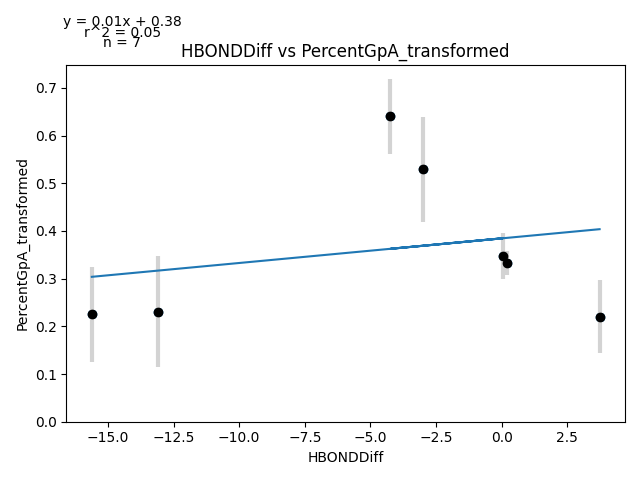 y = 0.01x + 0.38
r^2 = 0.05
n = 7
HBONDDiff vs PercentGpA_transformed
PercentGpA_transformed
0.7
0.6
0.5
0.4
0.3
0.2
0.1
0.0
−15.0 −12.5 −10.0 −7.5 −5.0 −2.5 0.0 2.5
HBONDDiff